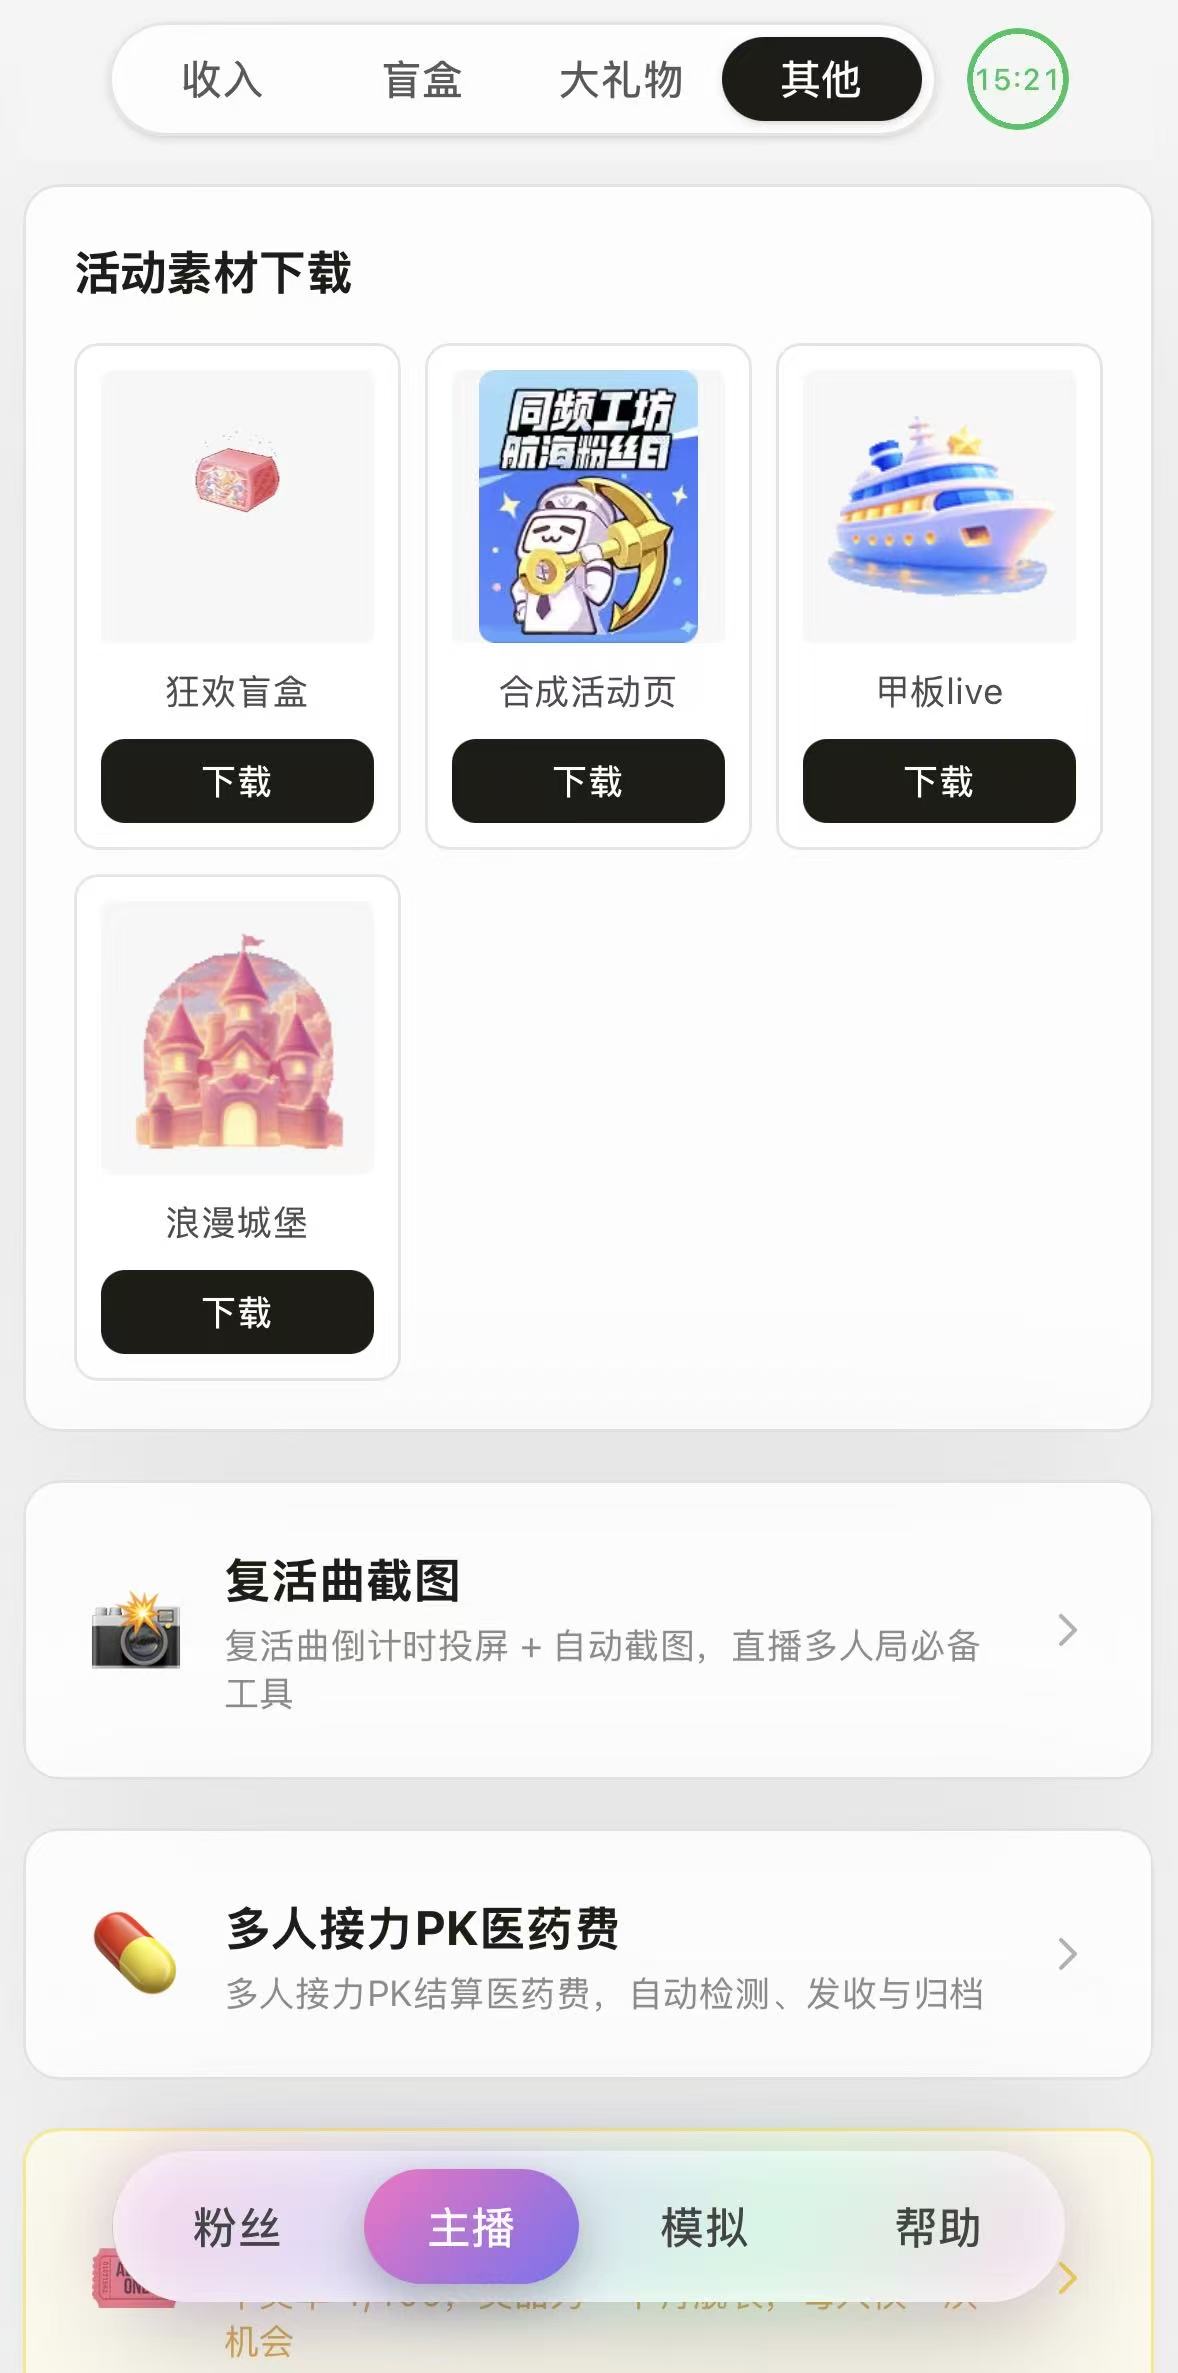 收入
盲盒
大礼物
其他
15:21
活动素材下载
同频工坊
航海粉丝日
狂欢盲盒
合成活动页
甲板live
下载
下载
下载
浪漫城堡
下载
复活曲截图
复活曲倒计时投屏 + 自动截图，直播多人局必备
工具
多人接力PK医药费
多人接力PK结算医药费，自动检测、发收与归档
粉丝
主播
模拟
帮助
机会